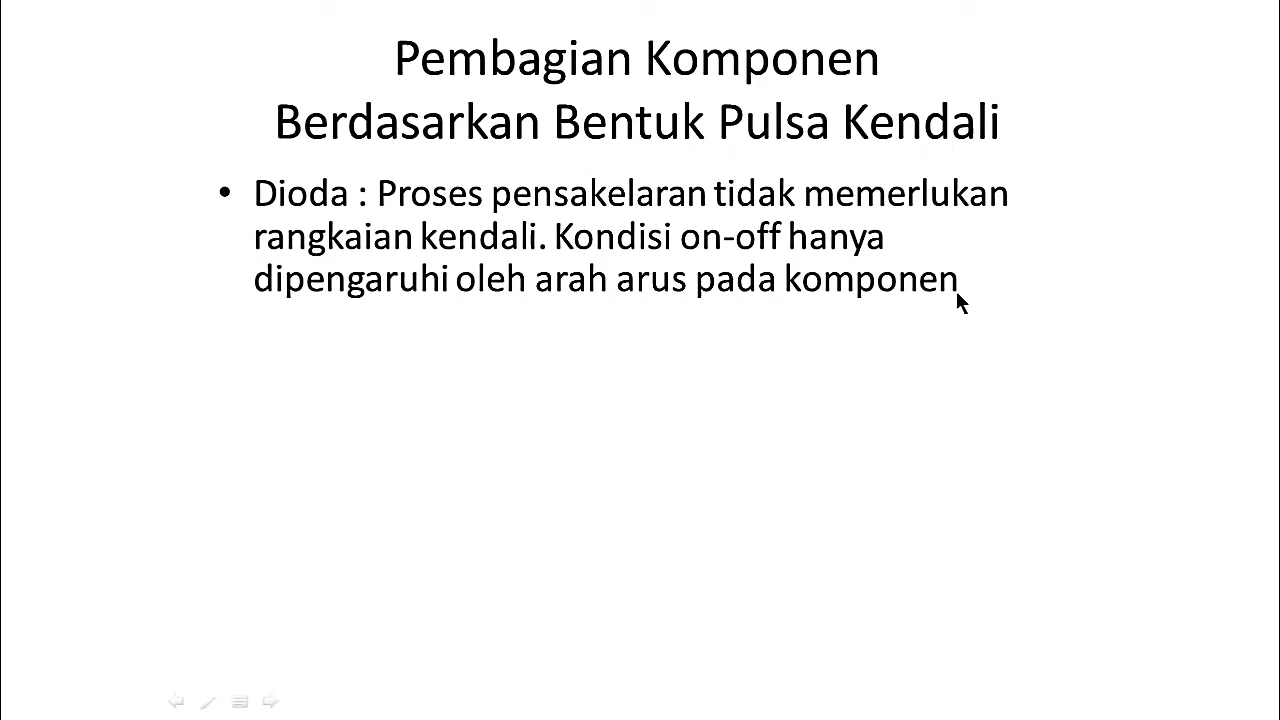 Pembagian Komponen
Berdasarkan Bentuk Pulsa Kendali
• Dioda : Proses pensakelaran tidak memerlukan
rangkaian kendali. Kondisi on-off hanya
dipengaruhi oleh arah arus pada komponen